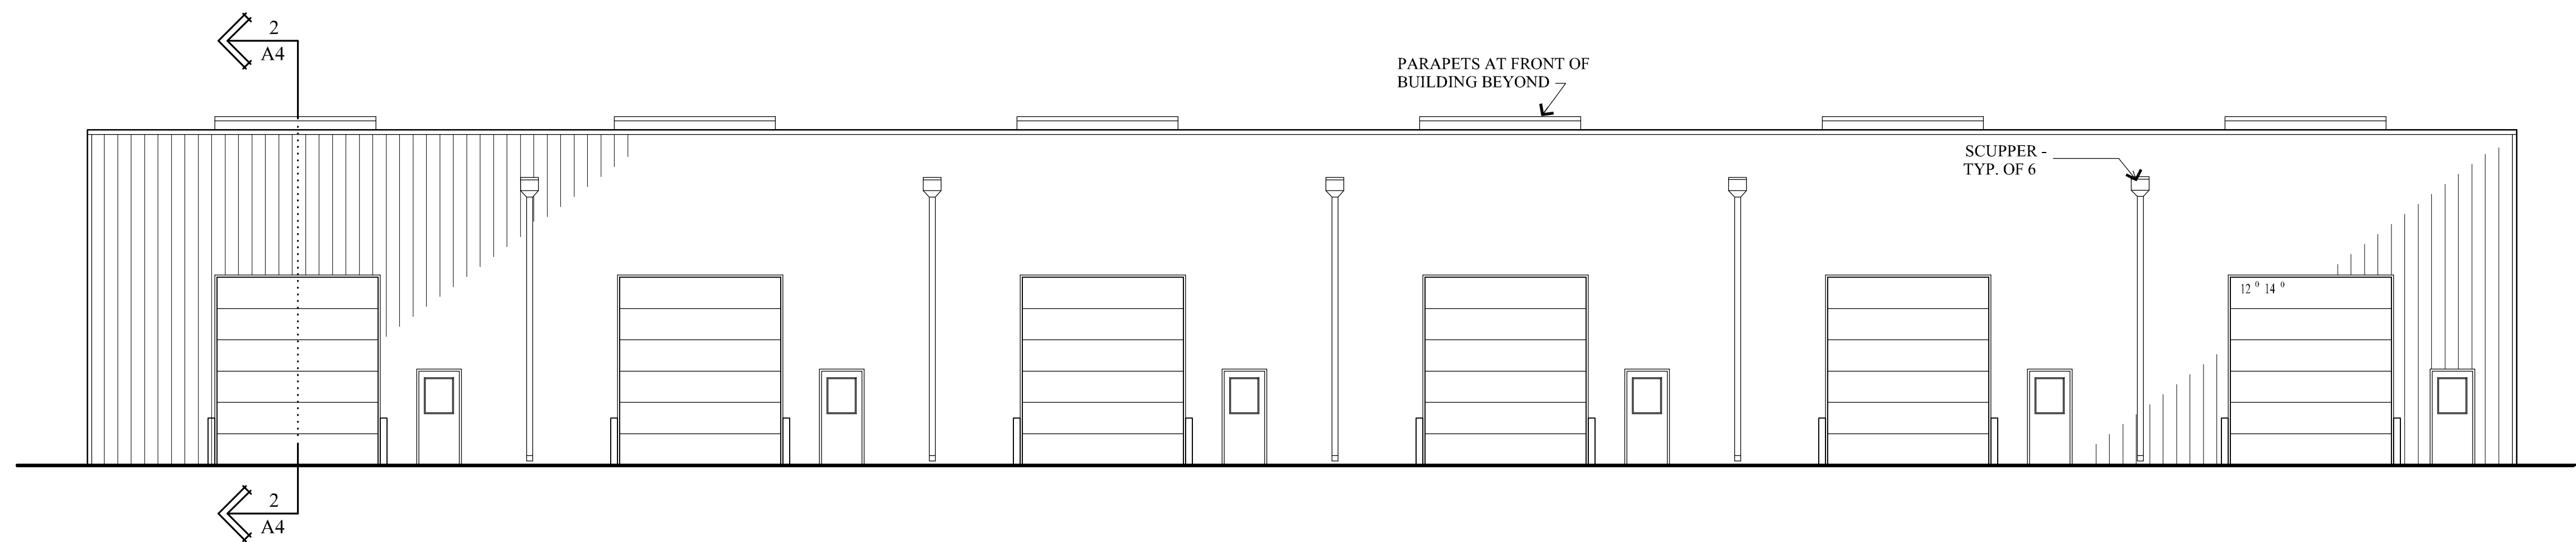 2
A4
PARAPETS AT FRONT OF
BUILDING BEYOND
SCUPPER -
TYP. OF 6
12 0 14 0
2
A4